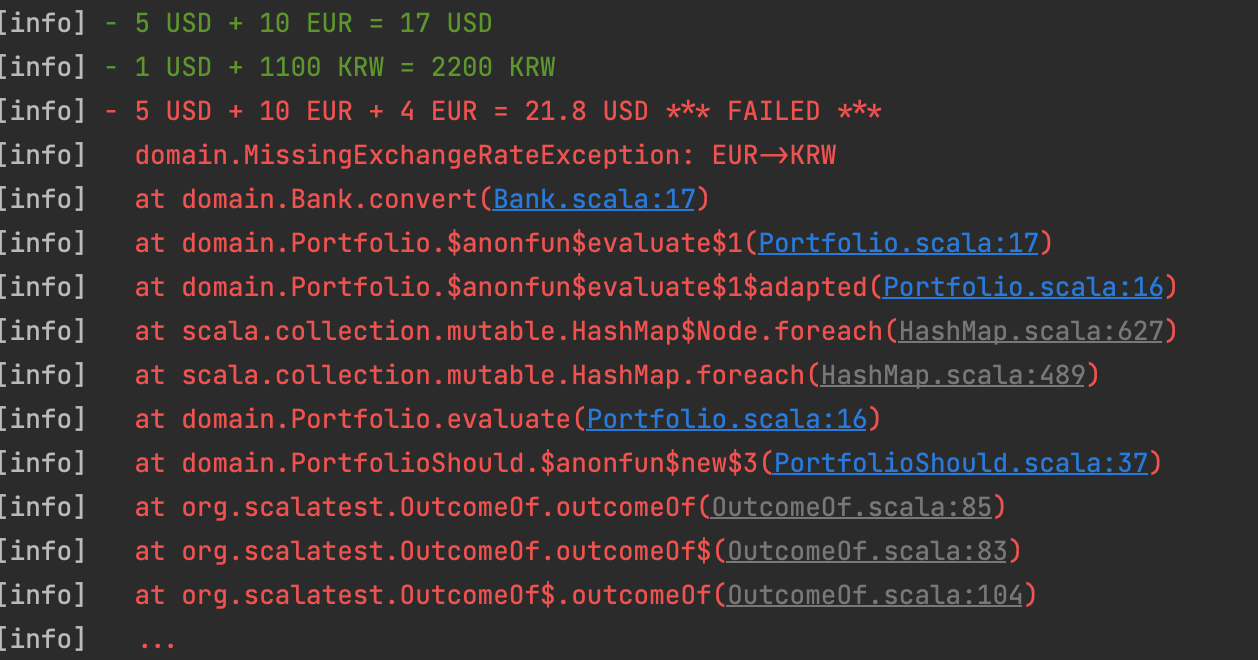 [info] - 5 USD + 10 EUR = 17 USD
[info] - 1 USD + 1100 KRW = 2200 KRW
[info] - 5 USD + 10 EUR + 4 EUR = 21.8 USD *** FAILED ***
[info]   domain.MissingExchangeRateException: EUR->KRW
[info]   at domain.Bank.convert(Bank.scala:17)
[info]   at domain.Portfolio.$anonfun$evaluate$1(Portfolio.scala:17)
[info]   at domain.Portfolio.$anonfun$evaluate$1$adapted(Portfolio.scala:16)
[info]   at scala.collection.mutable.HashMap$Node.foreach(HashMap.scala:627)
[info]   at scala.collection.mutable.HashMap.foreach(HashMap.scala:489)
[info]   at domain.Portfolio.evaluate(Portfolio.scala:16)
[info]   at domain.PortfolioShould.$anonfun$new$3(PortfolioShould.scala:37)
[info]   at org.scalatest.OutcomeOf.outcomeOf(OutcomeOf.scala:85)
[info]   at org.scalatest.OutcomeOf.outcomeOf$(OutcomeOf.scala:83)
[info]   at org.scalatest.OutcomeOf$.outcomeOf(OutcomeOf.scala:104)
[info]   ...